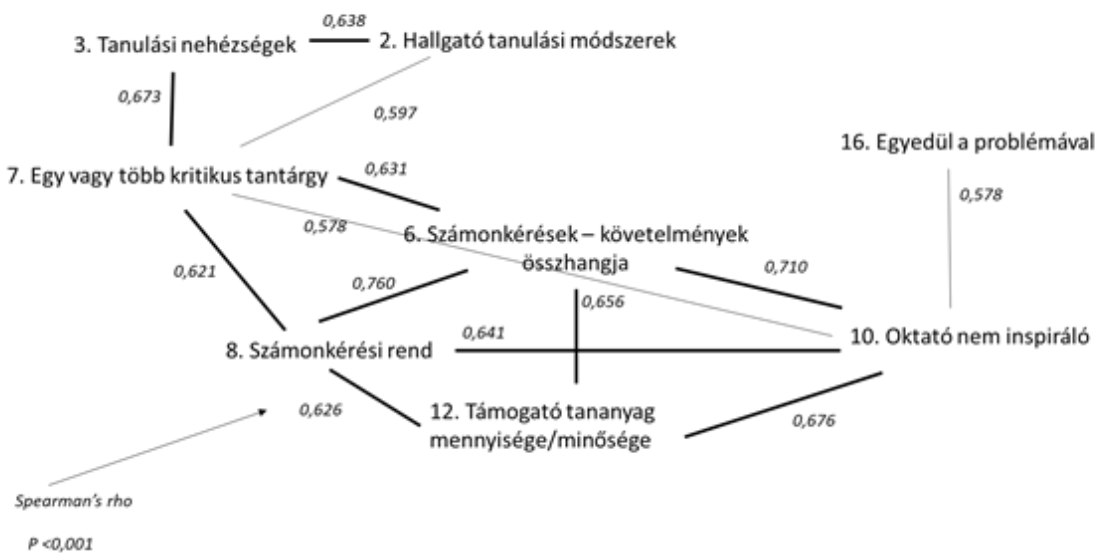 0,638
3. Tanulási nehézségek
2. Hallgató tanulási módszerek
0,673
0,597
16. Egyedül a problémával
7. Egy vagy több kritikus tantárgy
0,631
0,578
0,578
6. Számonkérések – követelmények
összhangja
0,621
0,760
0,710
0,656
0,641
10. Oktató nem inspiráló
8. Számonkérési rend
0,626
12. Támogató tananyag
mennyisége/minősége
0,676
Spearman's rho
P <0,001